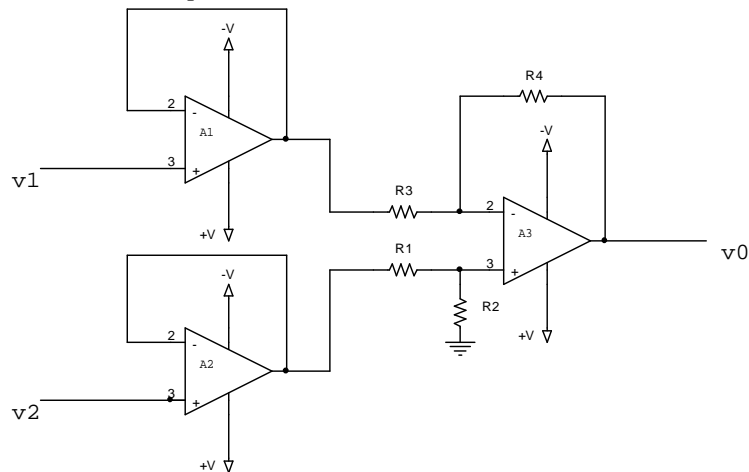 -V
2
-
A1
3
+
v1
+V
R4
-V
R3
2
-
A3
v0
R1
3
+
R2
+V
-V
2
-
A2
3
+
v2
+V